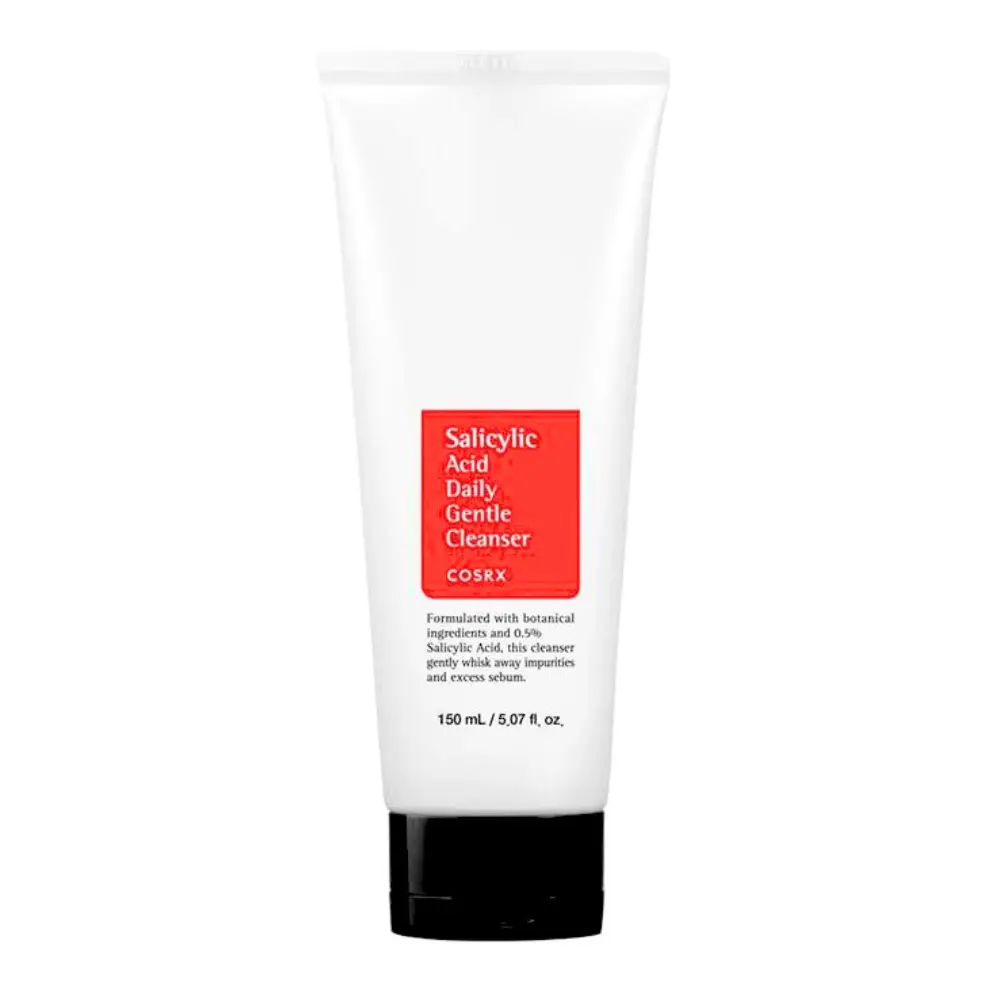 Salicylic
Acid
Daily
Gentle
Cleanser
COSRX
Formulated with botanical
ingredients and 0.5%
Salicylic Acid, this cleanser
gently whisk away impurities
and excess sebum.
150 mL / 5.07 fl. oz.